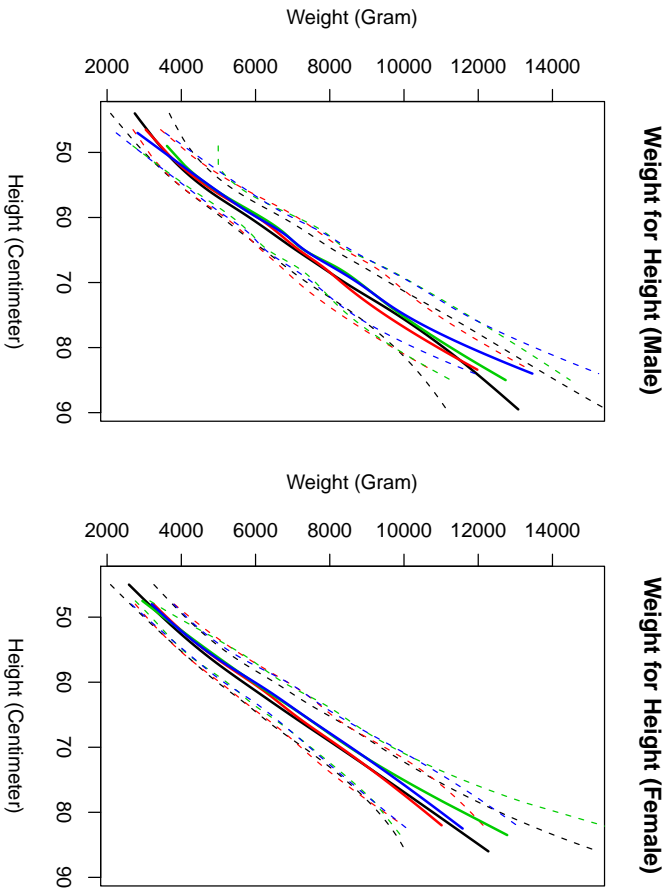 Weight for Height (Male)
Weight (Gram)
2000 4000 6000 8000 10000 12000 14000
50 60 70 80 90
Height (Centimeter)
Weight for Height (Female)
Weight (Gram)
2000 4000 6000 8000 10000 12000 14000
50 60 70 80 90
Height (Centimeter)